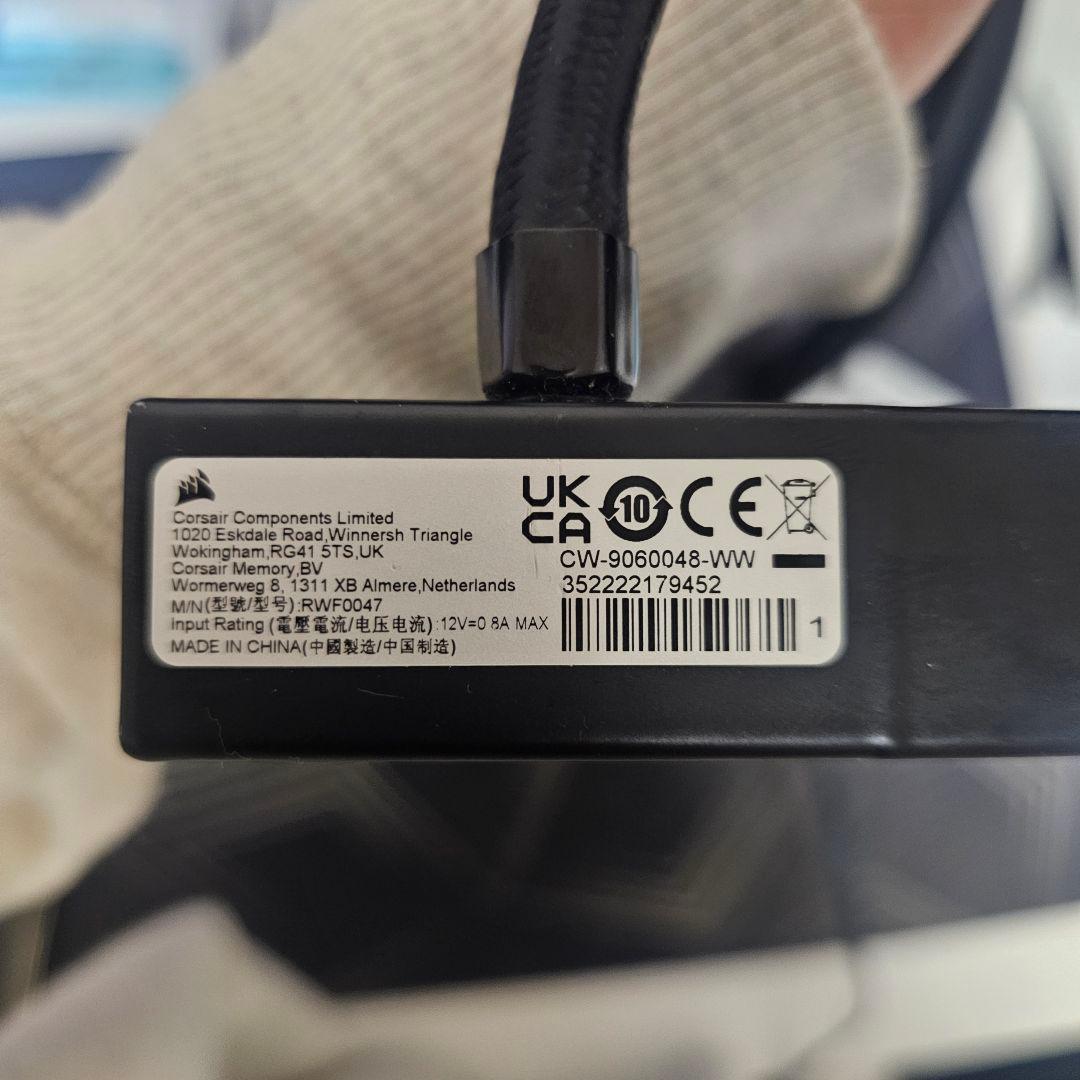 Corsair Components Limited
1020 Eskdale Road,Winnersh Triangle
Wokingham,RG41 5TS,UK
Corsair Memory,BV
Wormerweg 8, 1311 XB Almere,Netherlands
M/N(型號/型号):RWF0047
Input Rating (電壓電流/电压电流):12V=0.8A MAX
MADE IN CHINA(中國製造/中国制造)
UK
CA
10
CE
CW-9060048-WW
352222179452
1